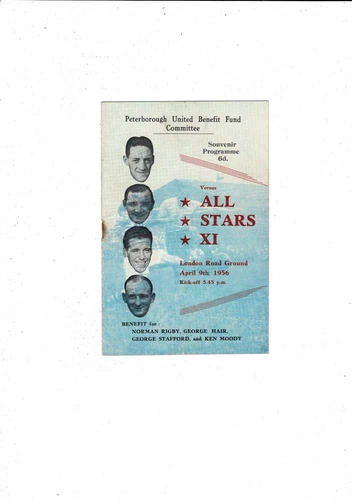 Peterborough United Benefit Fund
Committee
Souvenir
Programme
6d.
Versus
★ ALL
★ STARS
★ XI
London Road Ground
April 9th 1956
Kick-off 5.45 p.m.
BENEFIT for:
NORMAN RIGBY, GEORGE HAIR,
GEORGE STAFFORD, and KEN MOODY